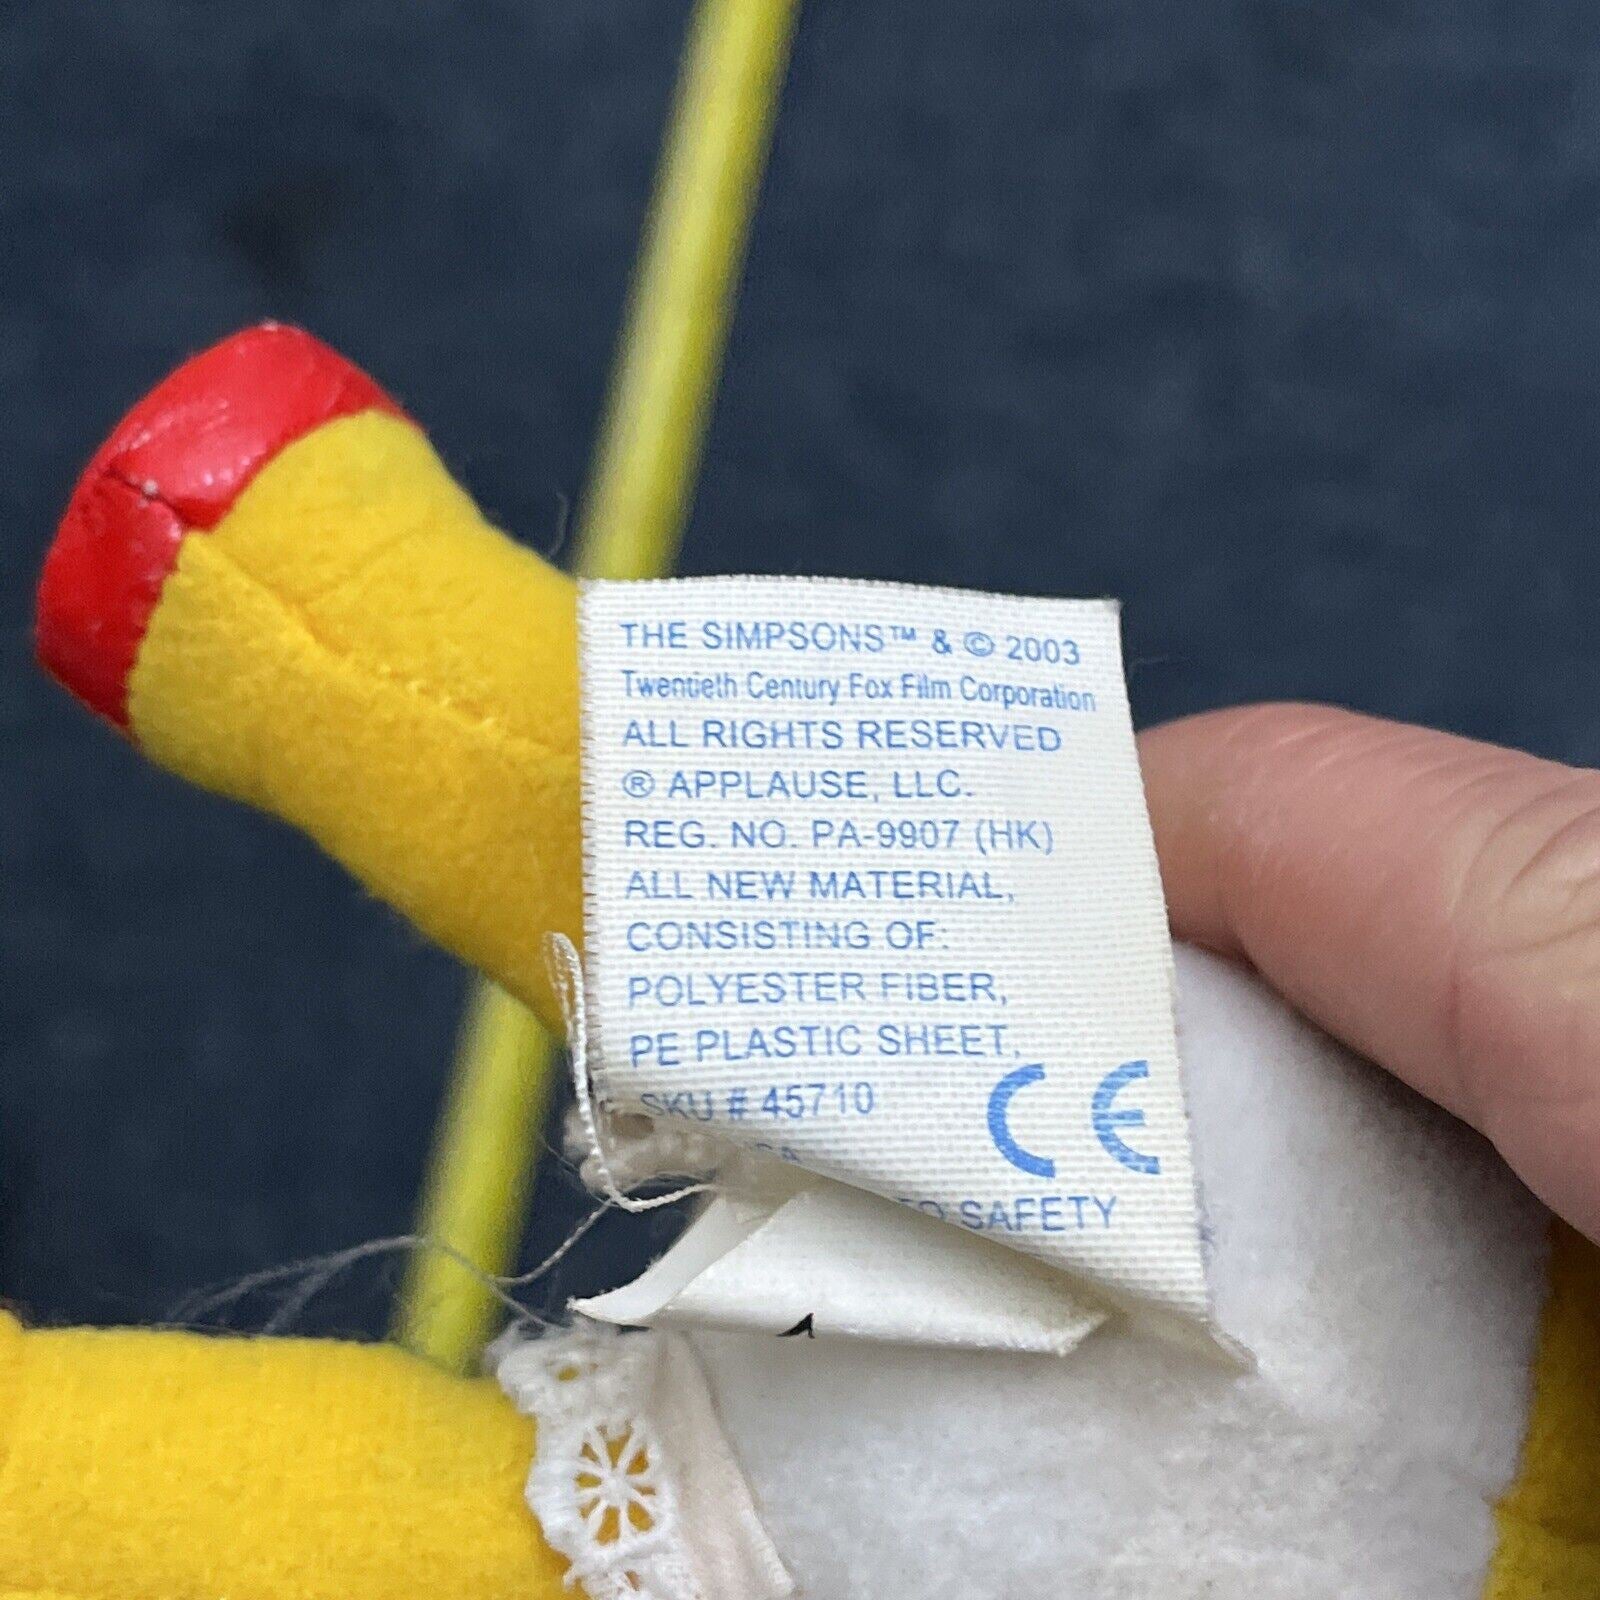 THE SIMPSONS™ & © 2003
Twentieth Century Fox Film Corporation
ALL RIGHTS RESERVED
® APPLAUSE, LLC.
REG. NO. PA-9907 (HK)
ALL NEW MATERIAL,
CONSISTING OF:
POLYESTER FIBER,
PE PLASTIC SHEET,
SKU # 45710
CE
SAFETY